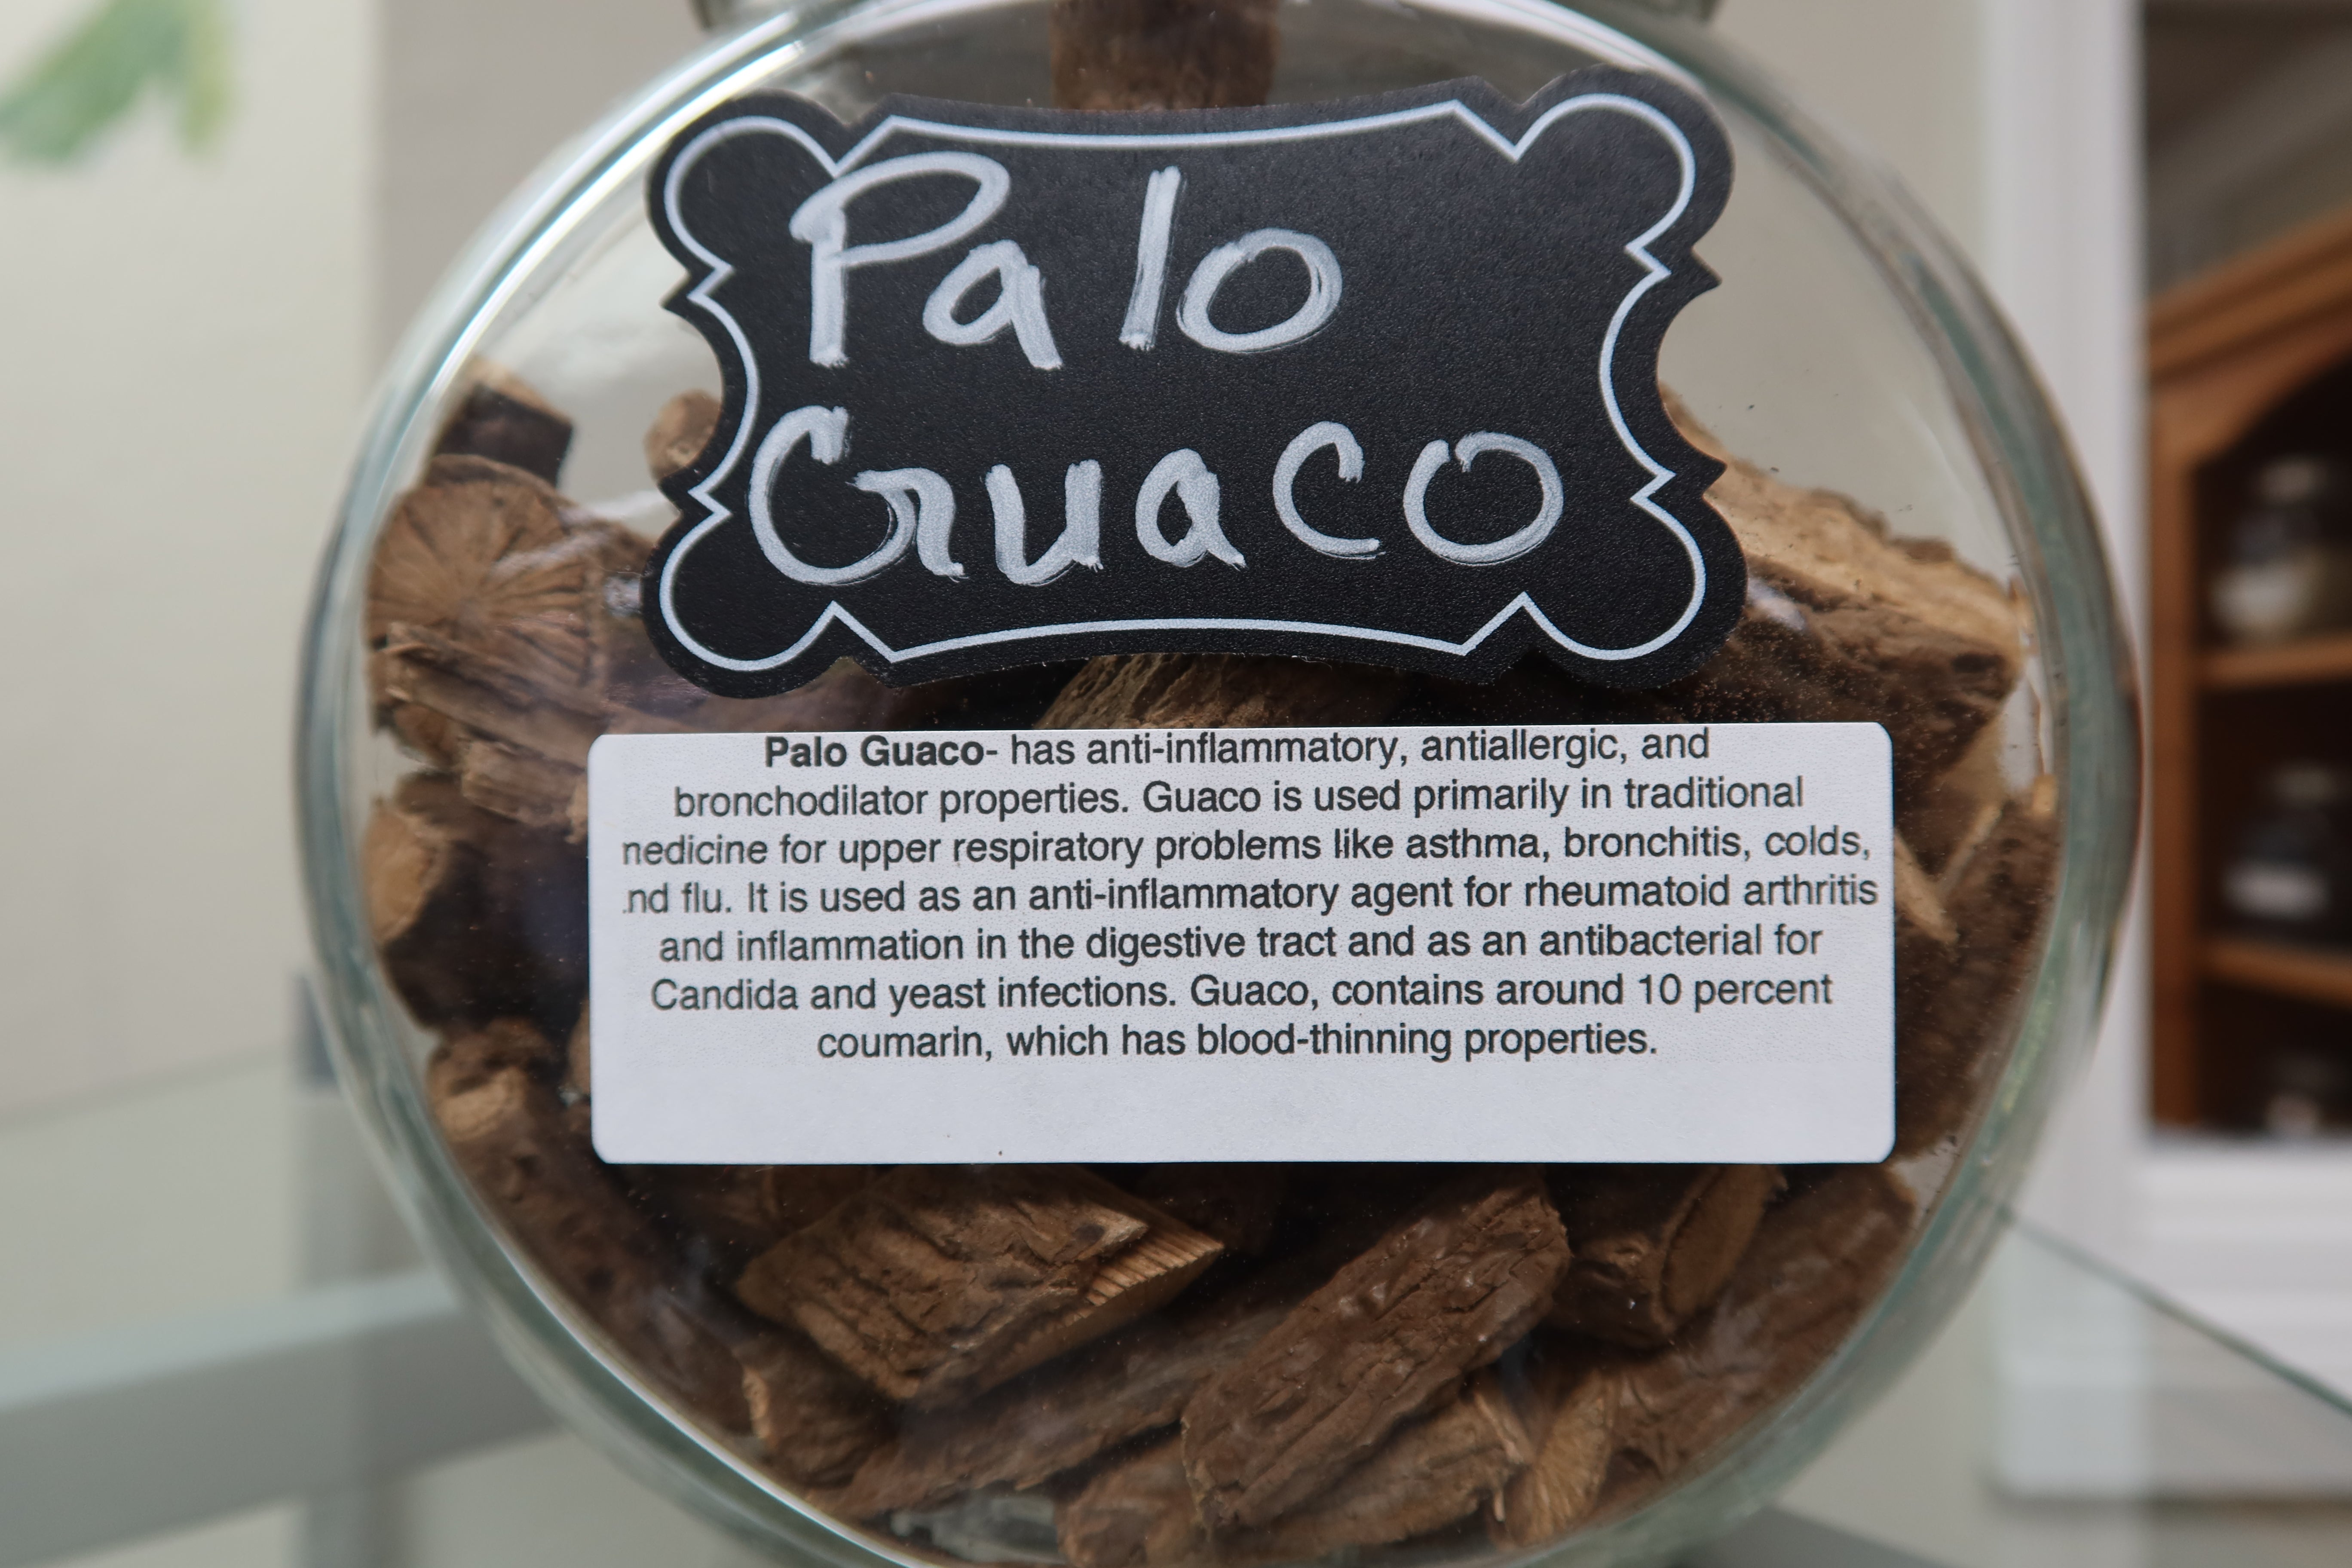 Palo
Guaco
Palo Guaco- has anti-inflammatory, antiallergic, and
bronchodilator properties. Guaco is used primarily in traditional
nedicine for upper respiratory problems like asthma, bronchitis, colds,
nd flu. It is used as an anti-inflammatory agent for rheumatoid arthritis
and inflammation in the digestive tract and as an antibacterial for
Candida and yeast infections. Guaco, contains around 10 percent
coumarin, which has blood-thinning properties.